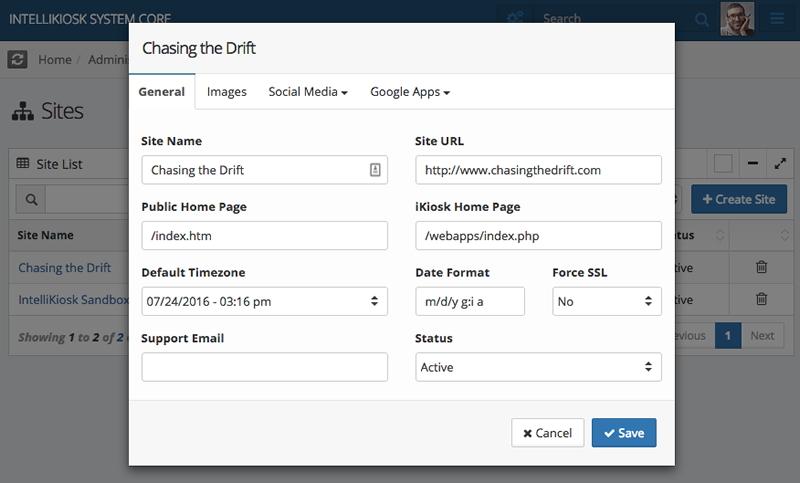 INTELLIKIOSK SYSTEM CORE
Search
Home / Adminis
Sites
Site List
Create Site
Site Name
atus
Chasing the Drift
ctive
IntelliKiosk Sandbox
ctive
Showing 1 to 2 of 2
evious 1 Next
Chasing the Drift
General Images Social Media Google Apps
Site Name Site URL
Chasing the Drift http://www.chasingthedrift.com
Public Home Page iKiosk Home Page
/index.htm /webapps/index.php
Default Timezone Date Format Force SSL
07/24/2016 - 03:16 pm m/d/y g:i a No
Support Email Status
Active
Cancel Save